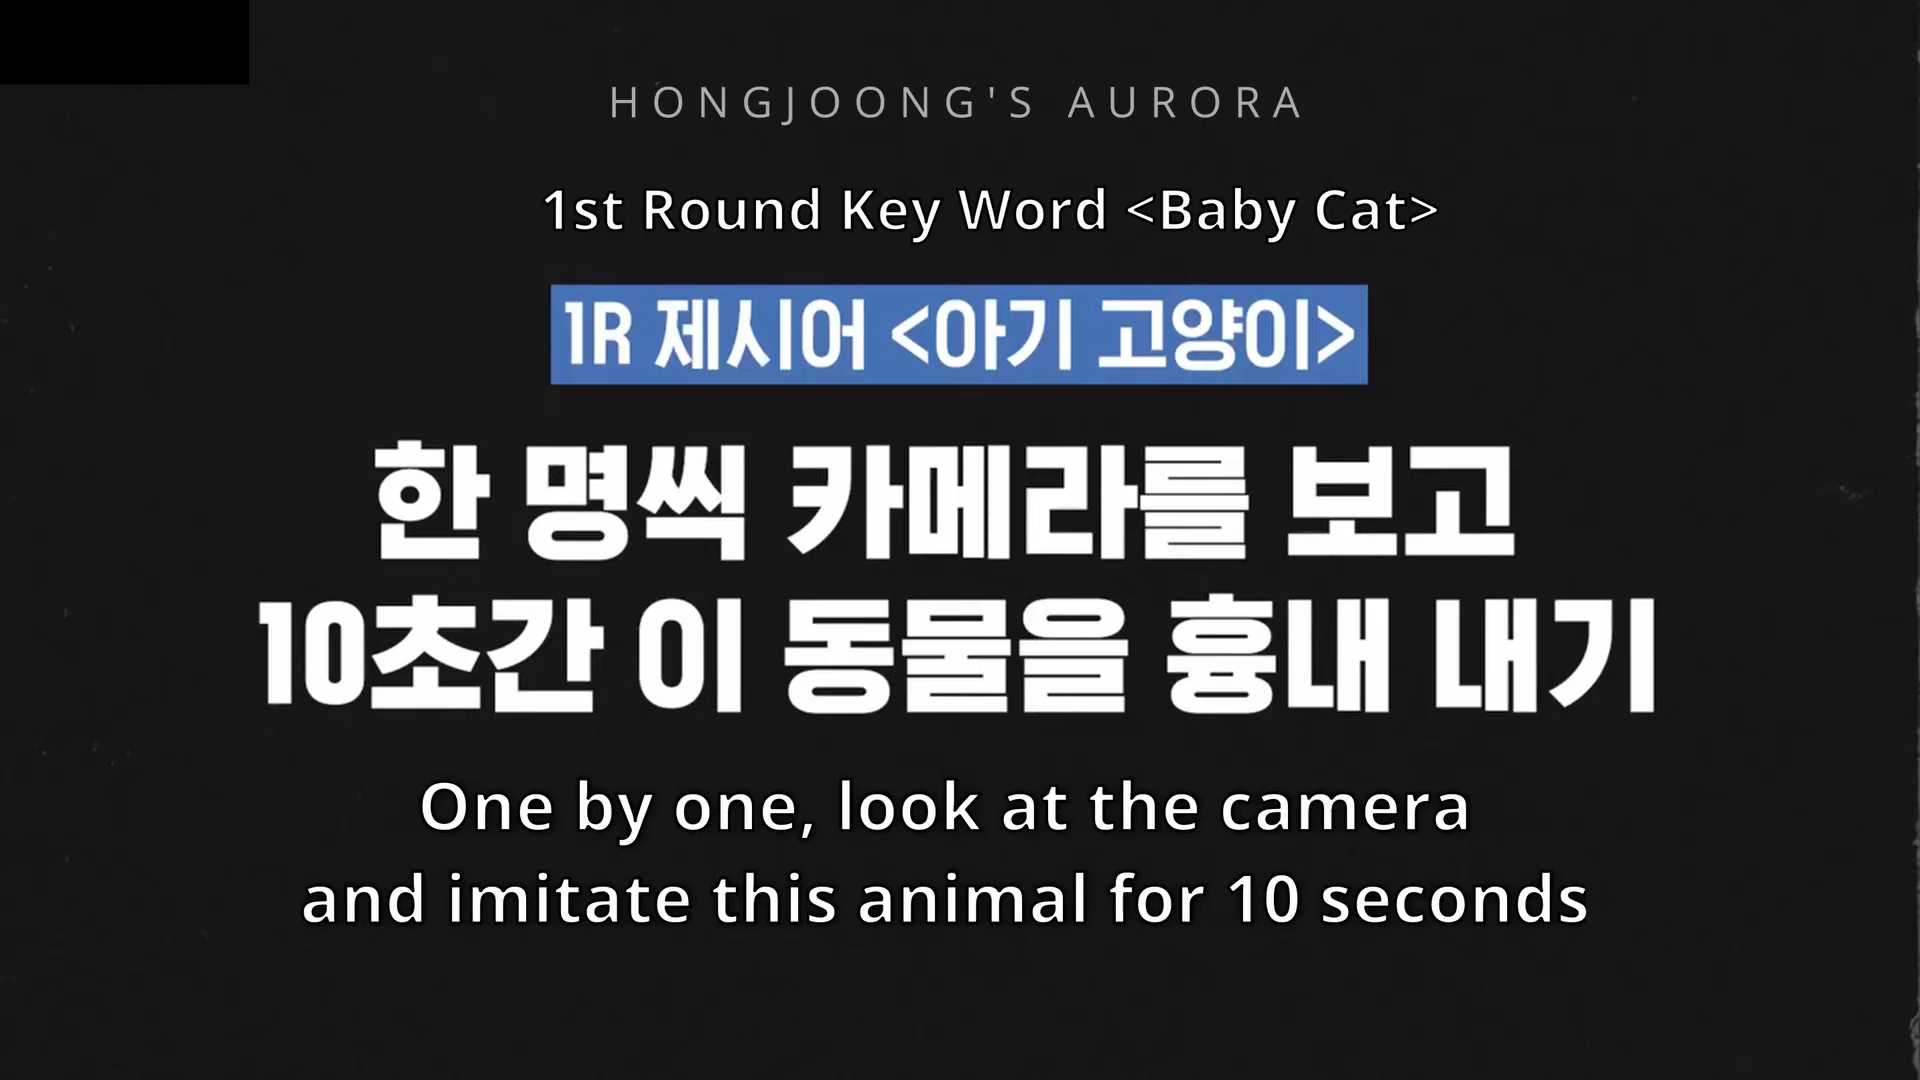 HONGJOONG'S AURORA
1st Round Key Word <Baby Cat>
1R 제시어 <아기 고양이>
한 명씩 카메라를 보고
10초간 이 동물을 흉내 내기
One by one, look at the camera
and imitate this animal for 10 seconds